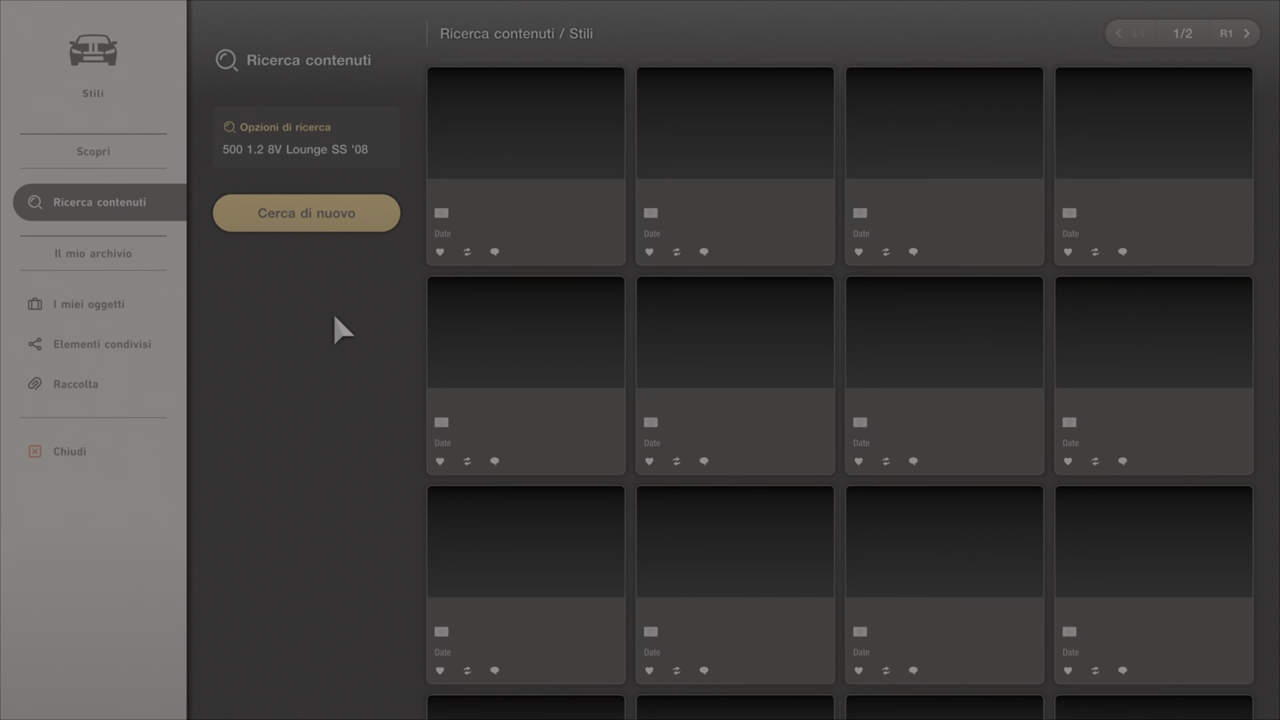 Stili
Scopri
Ricerca contenuti
Il mio archivio
I miei oggetti
Elementi condivisi
Raccolta
Chiudi
Ricerca contenuti
Opzioni di ricerca
500 1.2 8V Lounge SS '08
Cerca di nuovo
Ricerca contenuti / Stili
L1 1/2 R1
Date Date Date Date
Date Date Date Date
Date Date Date Date